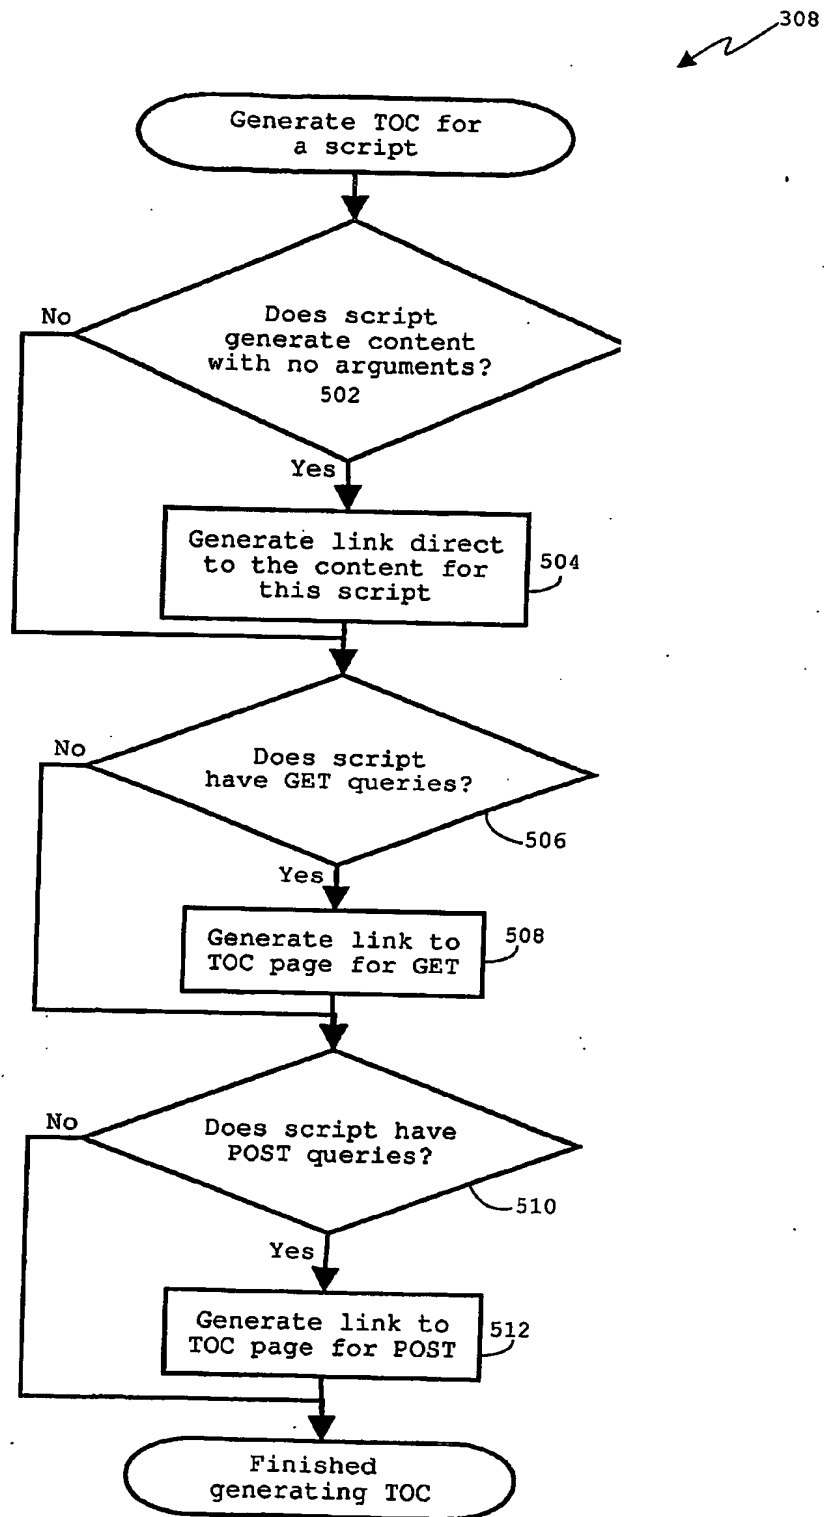 308
Generate TOC for
a script
No
Does script
generate content
with no arguments?
502
Yes
Generate link direct
to the content for
this script
504
No
Does script
have GET queries?
506
Yes
Generate link to
TOC page for GET
508
No
Does script have
POST queries?
510
Yes
Generate link to
TOC page for POST
512
Finished
generating TOC